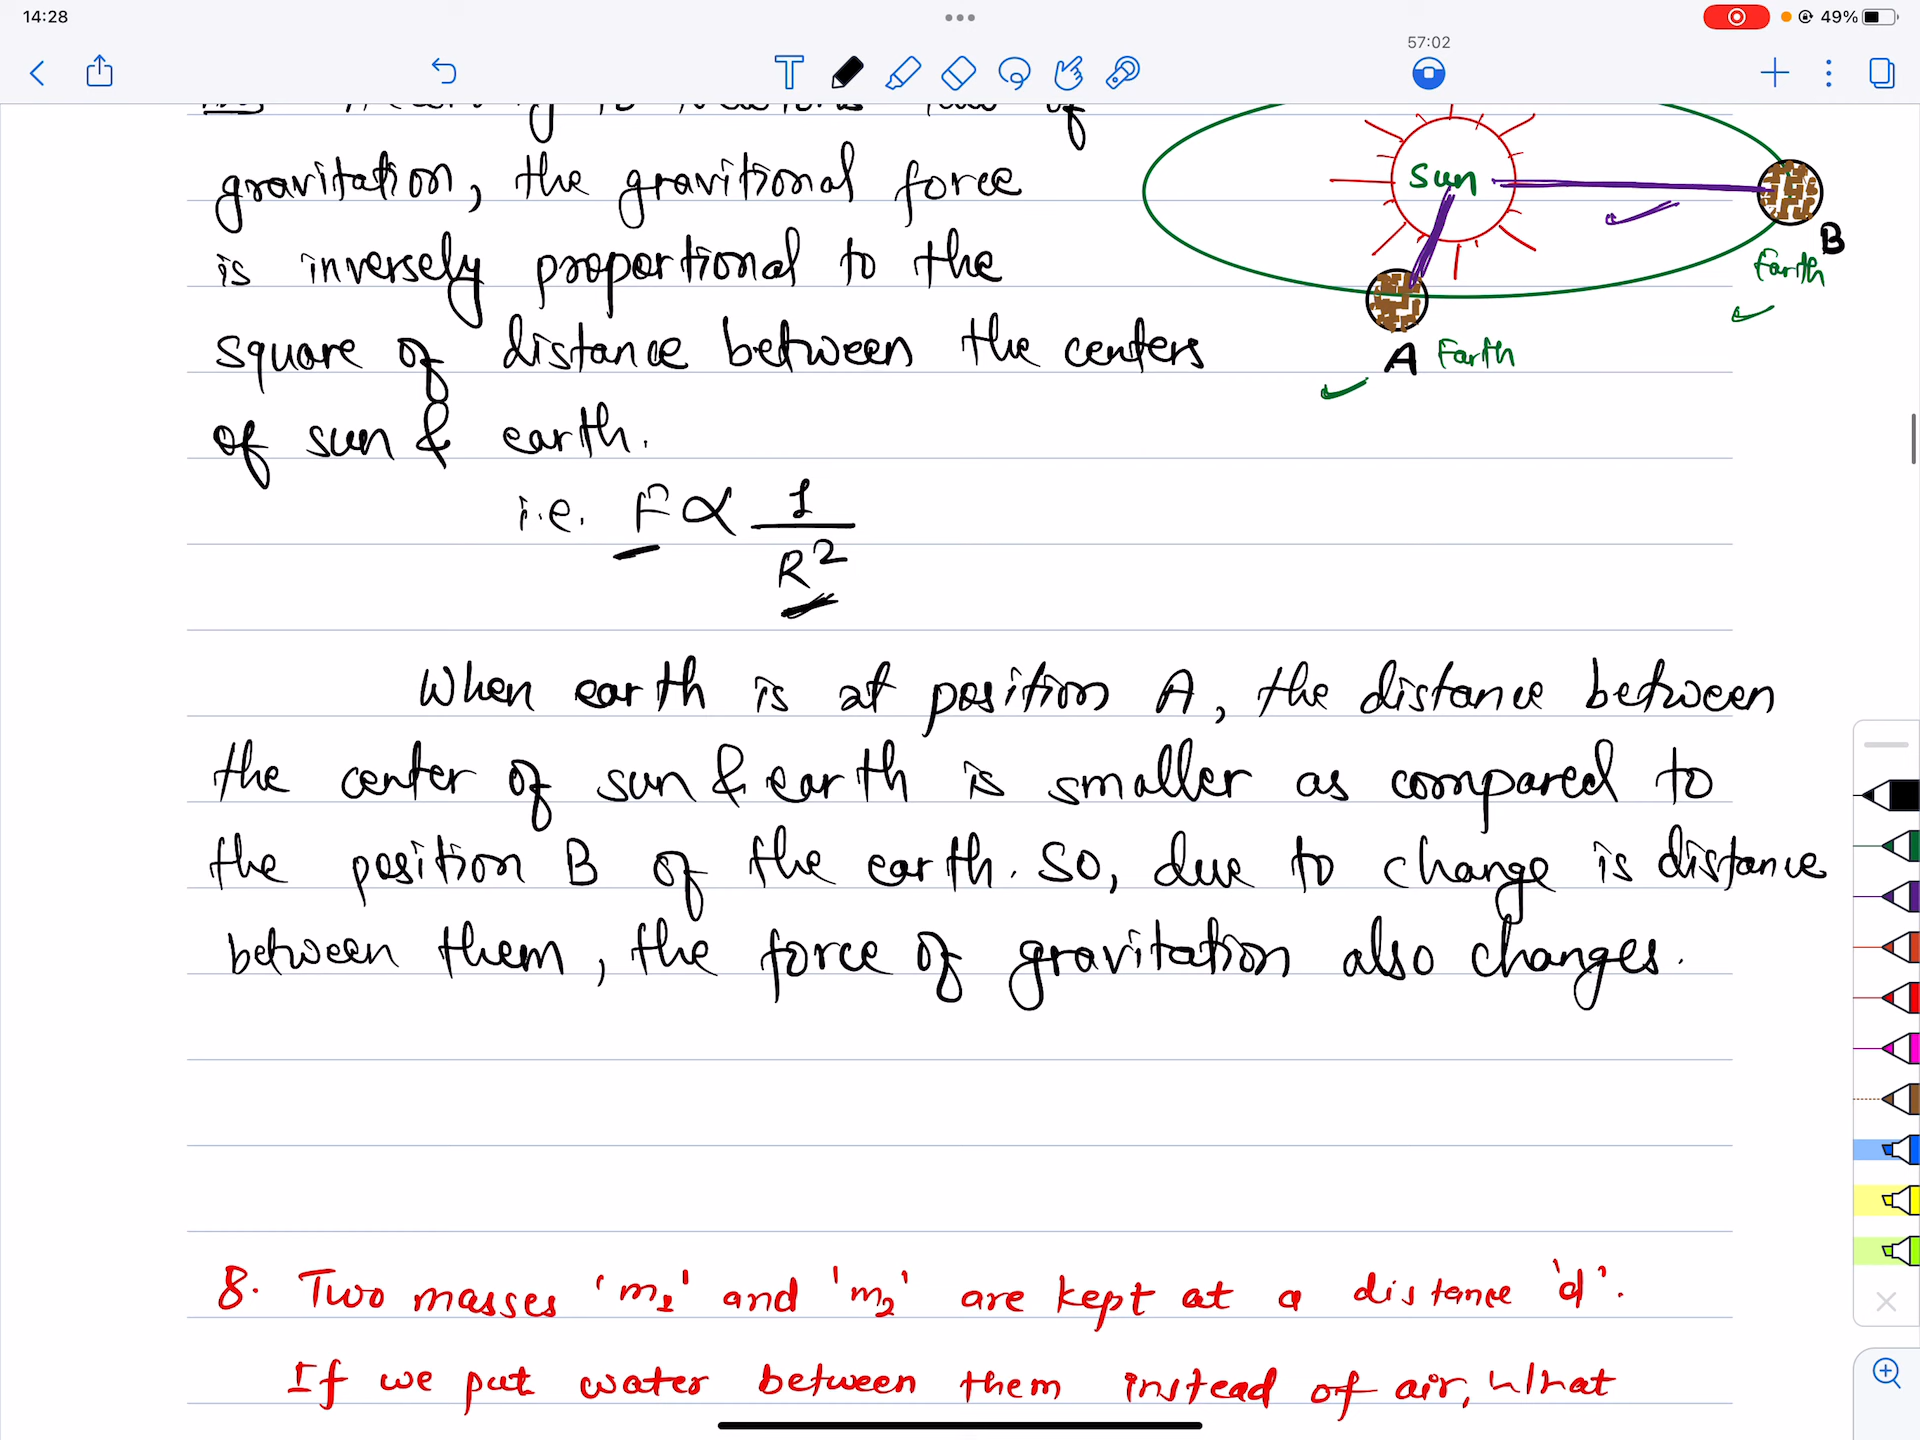 14:28
49%
57:02
gravitation, the gravitional force
is inversely proportional to the
square of distance between the centers
of sun & earth.
i.e. F ∝ 1
R²
Sun
B
Earth
A Earth
When earth is at position A, the distance between
the center of sun & earth is smaller as compared to
the position B of the earth. So, due to change is distance
between them, the force of gravitation also changes.
8. Two masses 'm₁' and 'm₂' are kept at a distance 'd'.
If we put water between them instead of air, what